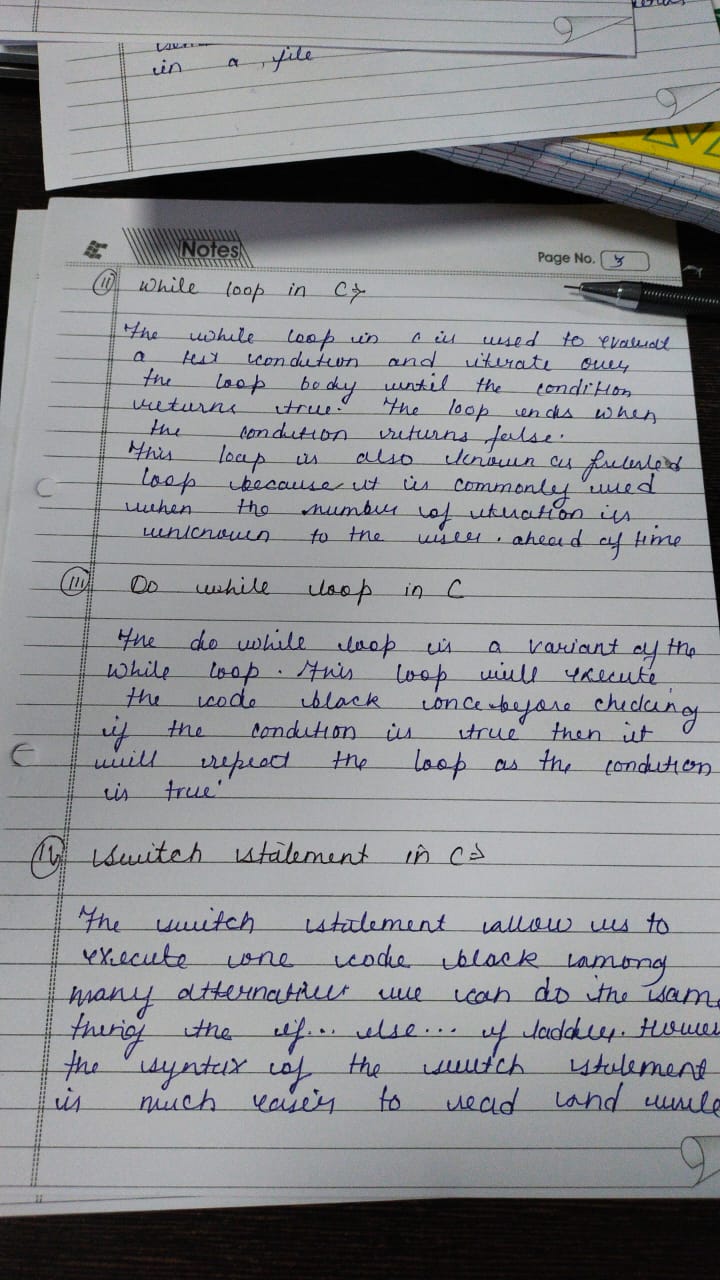 in a file
Notes
Page No. 5
(ii) While loop in C⇒
The while loop in c is used to evaluat
a test condition and iterate over
the loop body until the condition
returns true. The loop ends when
the condition returns false.
This loop is also known as
loop because it is commonly used
when the number of iteration is
unknown to the user. ahead of time
(iii) Do while loop in C
The do while loop is a variant of the
While loop. This loop will execute
the code block once before checking
if the condition is true then it
will repeat the loop as the condition
is true.
(iv) Switch statement in C⇒
The switch statement allow us to
execute one code block among
many alternatives we can do the same
thing the if... else... if ladder. Howe
the syntax of the switch statement
is much easier to read and write